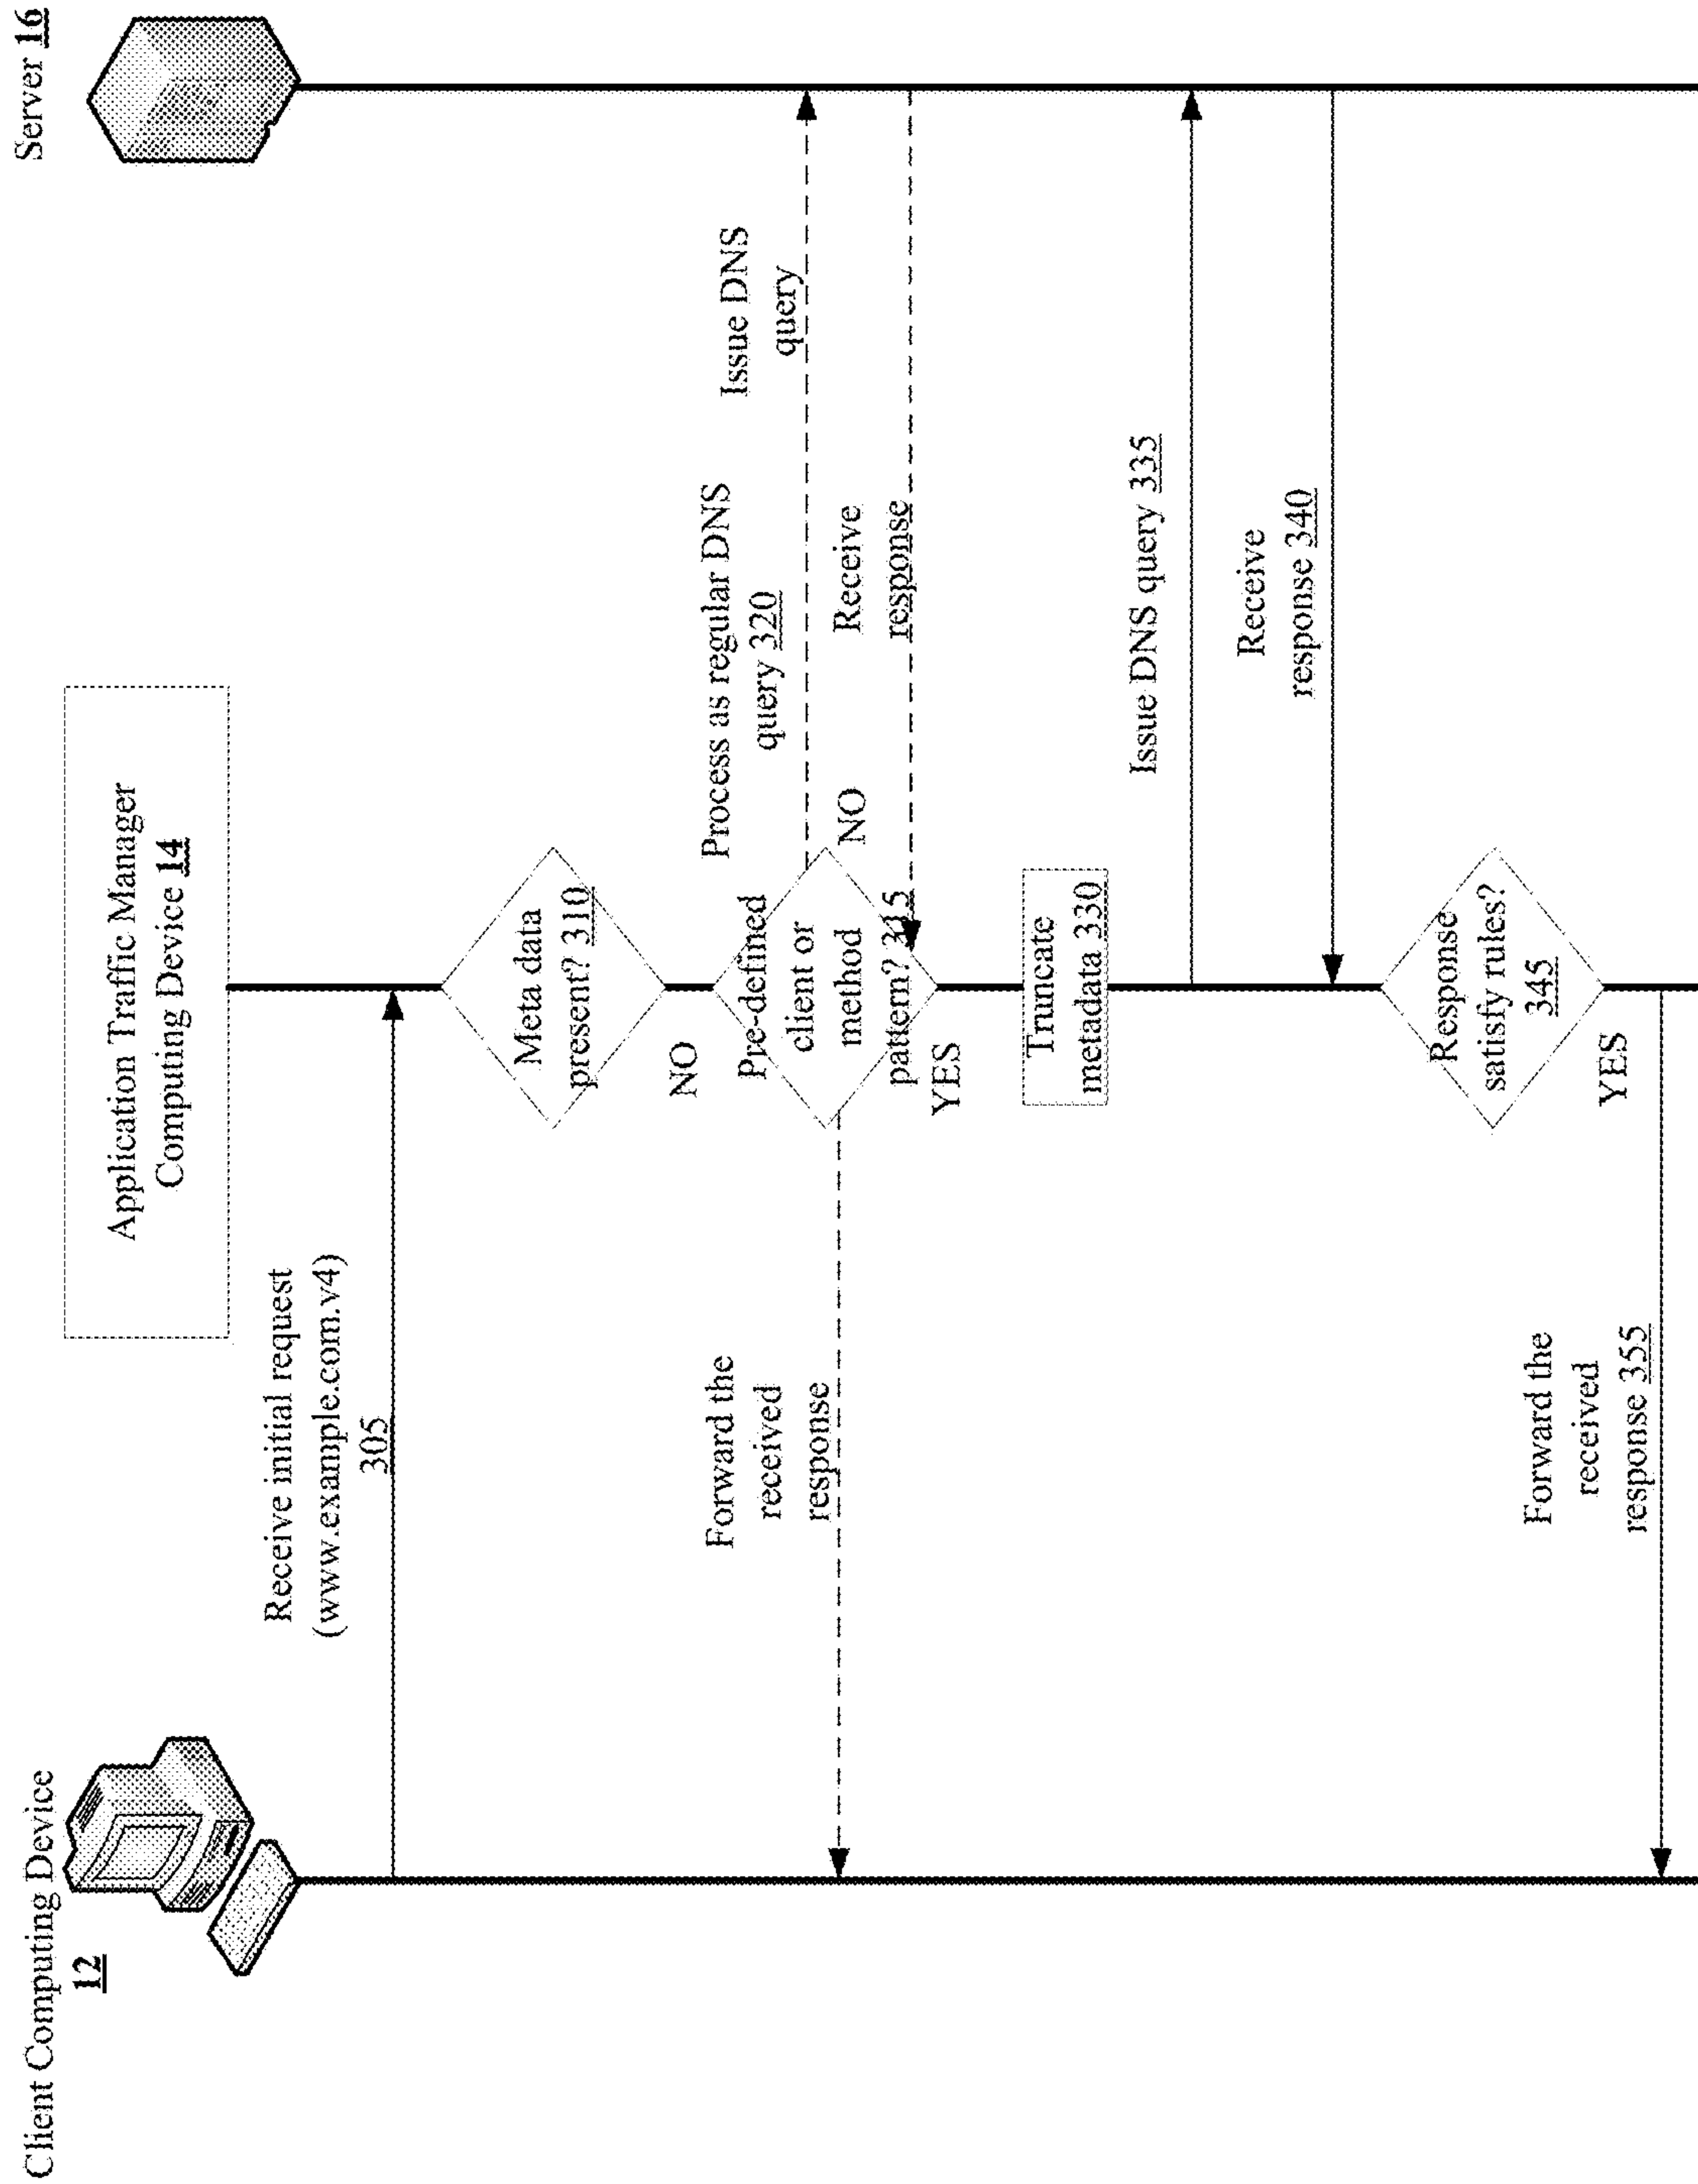 Client Computing Device
12
Application Traffic Manager
Computing Device 14
Server 16
Receive initial request
(www.example.com.v4)
305
Meta data
present? 310
NO
Pre-defined
client or
method
pattern? 315
NO
YES
Process as regular DNS
query 320
Issue DNS
query
Receive
response
Forward the
received
response
Truncate
metadata 330
Issue DNS query 335
Receive
response 340
Response
satisfy rules?
345
YES
Forward the
received
response 355